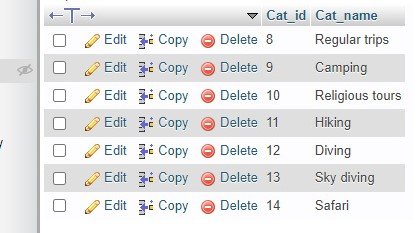 Cat_id Cat_name
Edit Copy Delete 8 Regular trips
Edit Copy Delete 9 Camping
Edit Copy Delete 10 Religious tours
Edit Copy Delete 11 Hiking
Edit Copy Delete 12 Diving
Edit Copy Delete 13 Sky diving
Edit Copy Delete 14 Safari